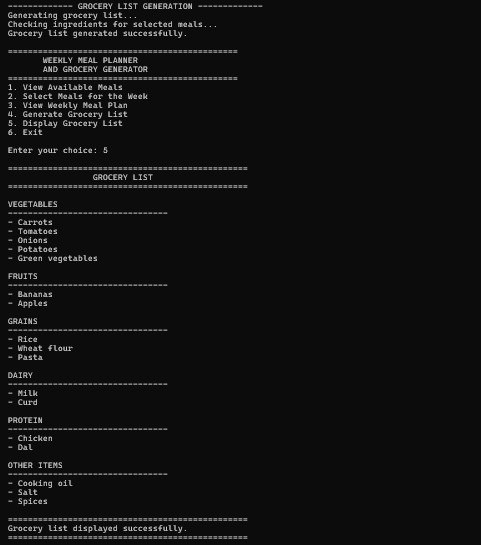 ------------- GROCERY LIST GENERATION -------------
Generating grocery list...
Checking ingredients for selected meals...
Grocery list generated successfully.
==============================================
WEEKLY MEAL PLANNER
AND GROCERY GENERATOR
==============================================
1. View Available Meals
2. Select Meals for the Week
3. View Weekly Meal Plan
4. Generate Grocery List
5. Display Grocery List
6. Exit
Enter your choice: 5
================================================
GROCERY LIST
================================================
VEGETABLES
--------------------------------
- Carrots
- Tomatoes
- Onions
- Potatoes
- Green vegetables
FRUITS
--------------------------------
- Bananas
- Apples
GRAINS
--------------------------------
- Rice
- Wheat flour
- Pasta
DAIRY
--------------------------------
- Milk
- Curd
PROTEIN
--------------------------------
- Chicken
- Dal
OTHER ITEMS
--------------------------------
- Cooking oil
- Salt
- Spices
================================================
Grocery list displayed successfully.
================================================